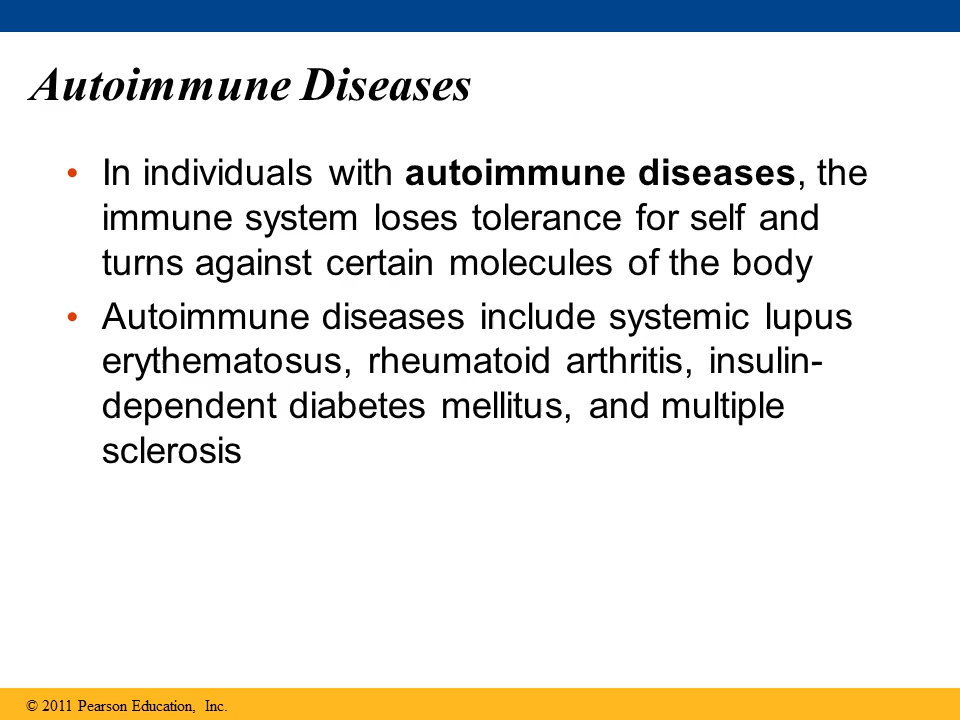 Autoimmune Diseases
• In individuals with autoimmune diseases, the
immune system loses tolerance for self and
turns against certain molecules of the body
• Autoimmune diseases include systemic lupus
erythematosus, rheumatoid arthritis, insulin-
dependent diabetes mellitus, and multiple
sclerosis
© 2011 Pearson Education, Inc.